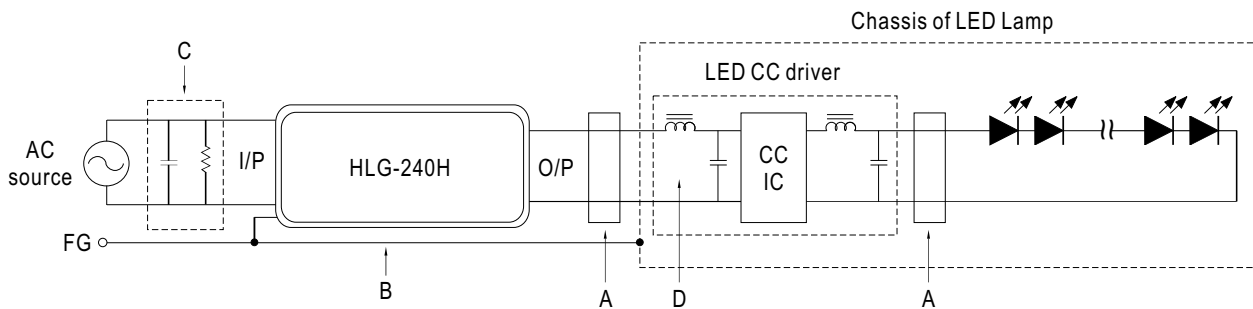 Chassis of LED Lamp
C
LED CC driver
AC
source
I/P
HLG-240H
O/P
CC
IC
FG
B
A
D
A